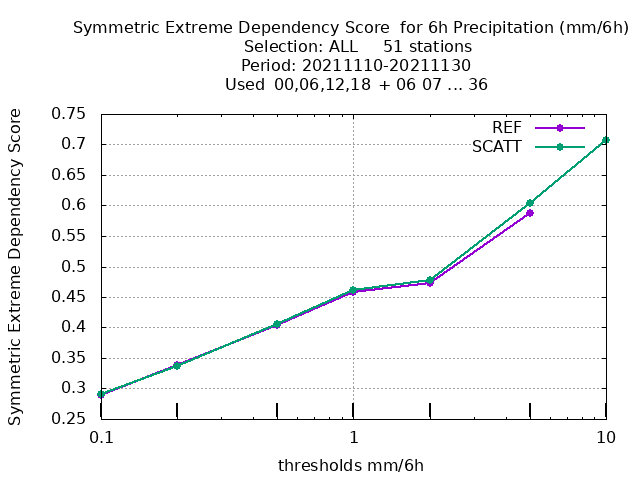 Symmetric Extreme Dependency Score  for 6h Precipitation (mm/6h)
Selection: ALL     51 stations
Period: 20211110-20211130
Used  00,06,12,18  + 06 07 ... 36
Symmetric Extreme Dependency Score
0.75
0.7
0.65
0.6
0.55
0.5
0.45
0.4
0.35
0.3
0.25
REF
SCATT
0.1
1
10
thresholds mm/6h